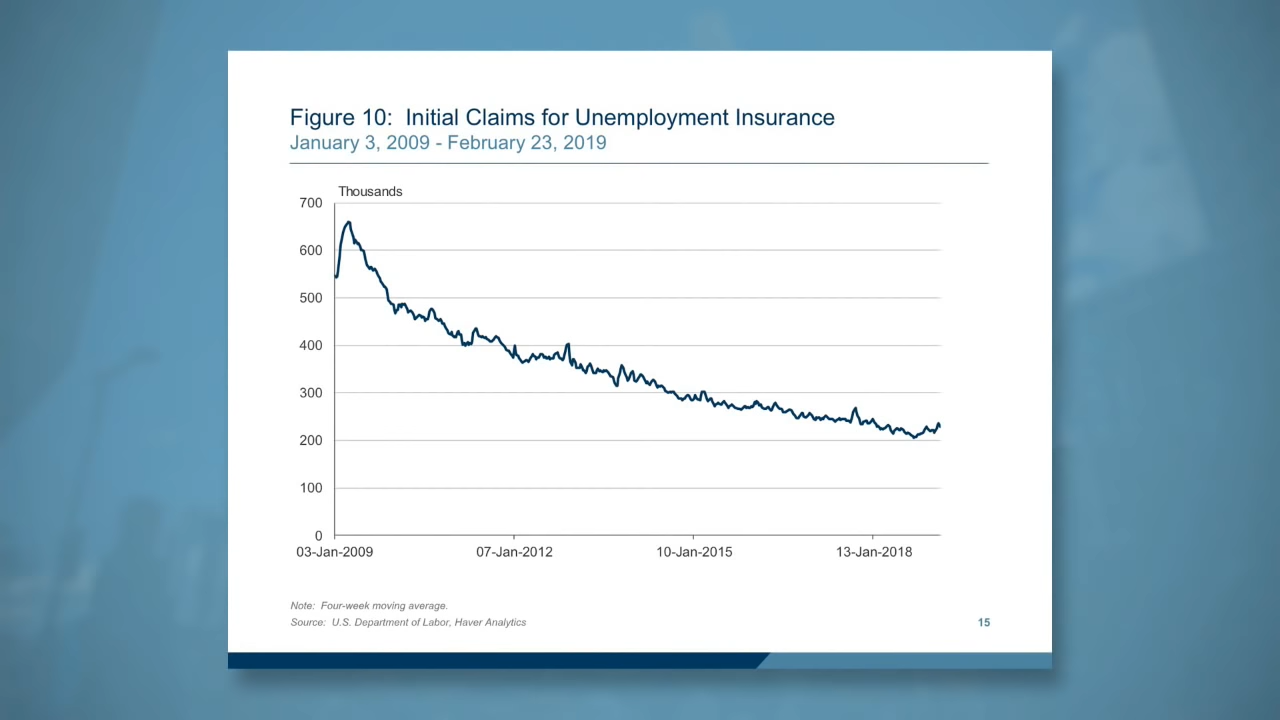 Figure 10:  Initial Claims for Unemployment Insurance
January 3, 2009 - February 23, 2019
Thousands
700
600
500
400
300
200
100
0
03-Jan-2009 07-Jan-2012 10-Jan-2015 13-Jan-2018
Note:  Four-week moving average.
Source:  U.S. Department of Labor, Haver Analytics
15